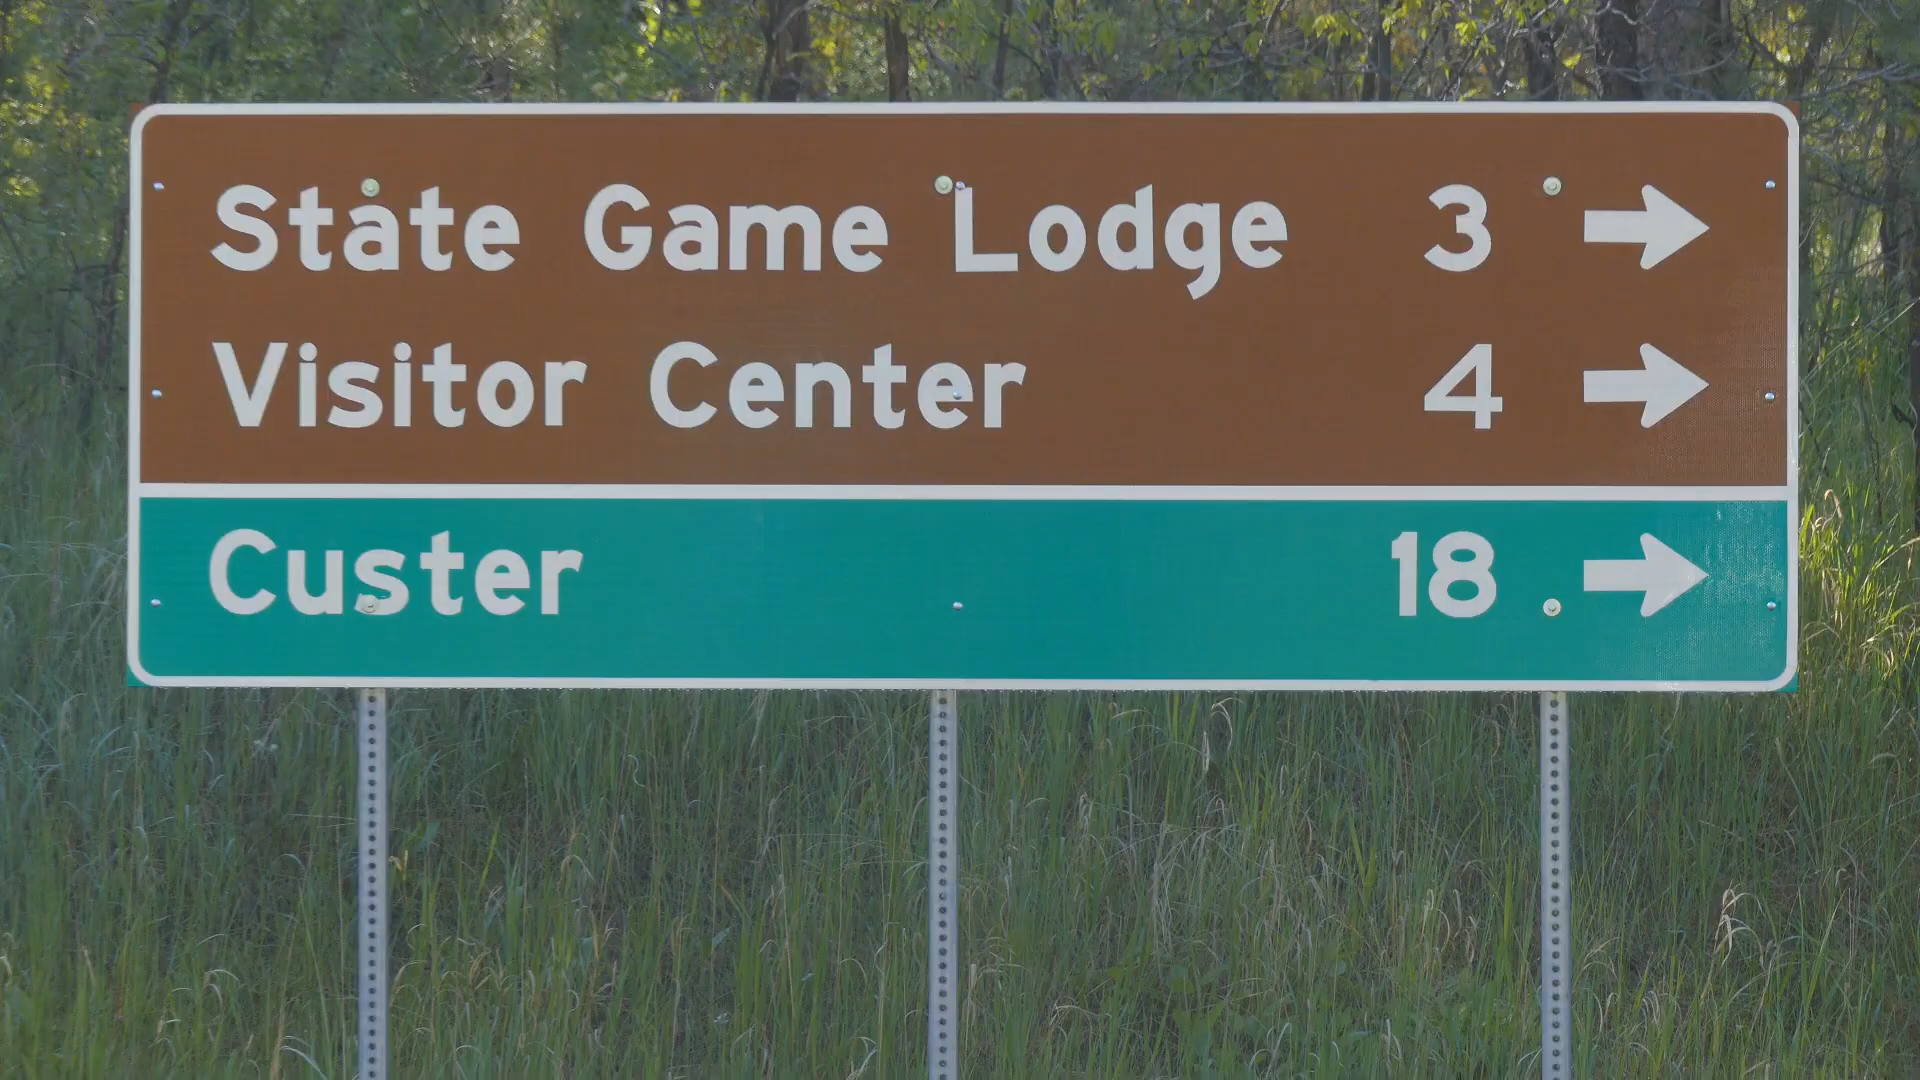 State Game Lodge 3 →
Visitor Center 4 →
Custer 18 →